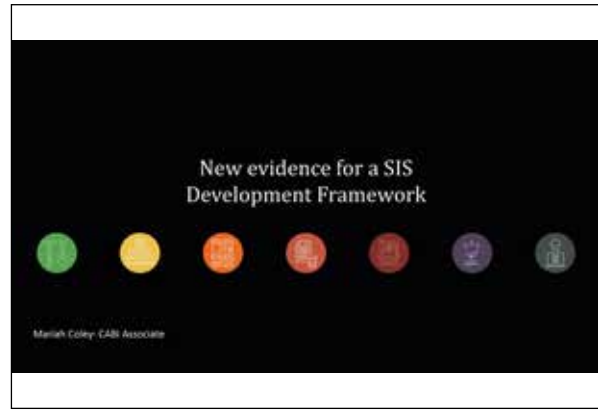 New evidence for a SIS
Development Framework
Mariah Coley- CABI Associate